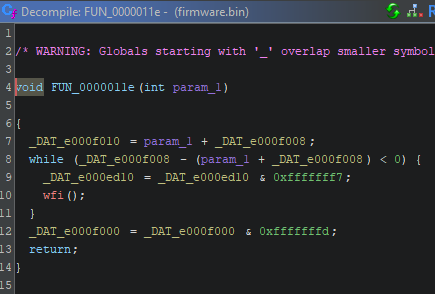 Decompile: FUN_0000011e - (firmware.bin)
1
2 /* WARNING: Globals starting with '_' overlap smaller symbol
3
4 void FUN_0000011e(int param_1)
5
6 {
7 _DAT_e000f010 = param_1 + _DAT_e000f008;
8 while (_DAT_e000f008 - (param_1 + _DAT_e000f008) < 0) {
9 _DAT_e000ed10 = _DAT_e000ed10 & 0xfffffff7;
10 wfi();
11 }
12 _DAT_e000f000 = _DAT_e000f000 & 0xfffffffd;
13 return;
14 }
15